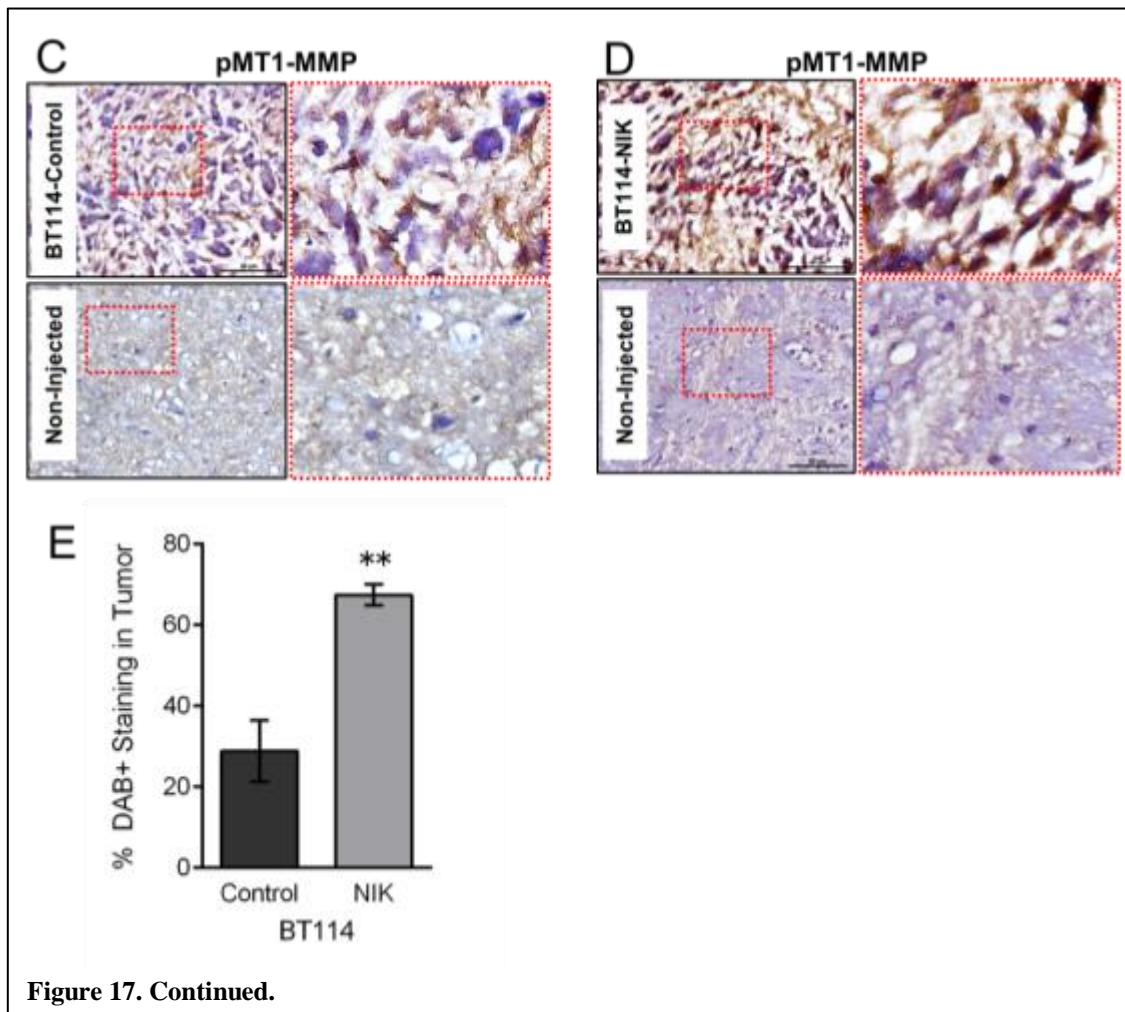 C
pMT1-MMP
BT114-Control
Non-Injected
D
pMT1-MMP
BT114-NIK
Non-Injected
E
% DAB+ Staining in Tumor
80
60
40
20
0
**
Control
NIK
BT114
Figure 17. Continued.